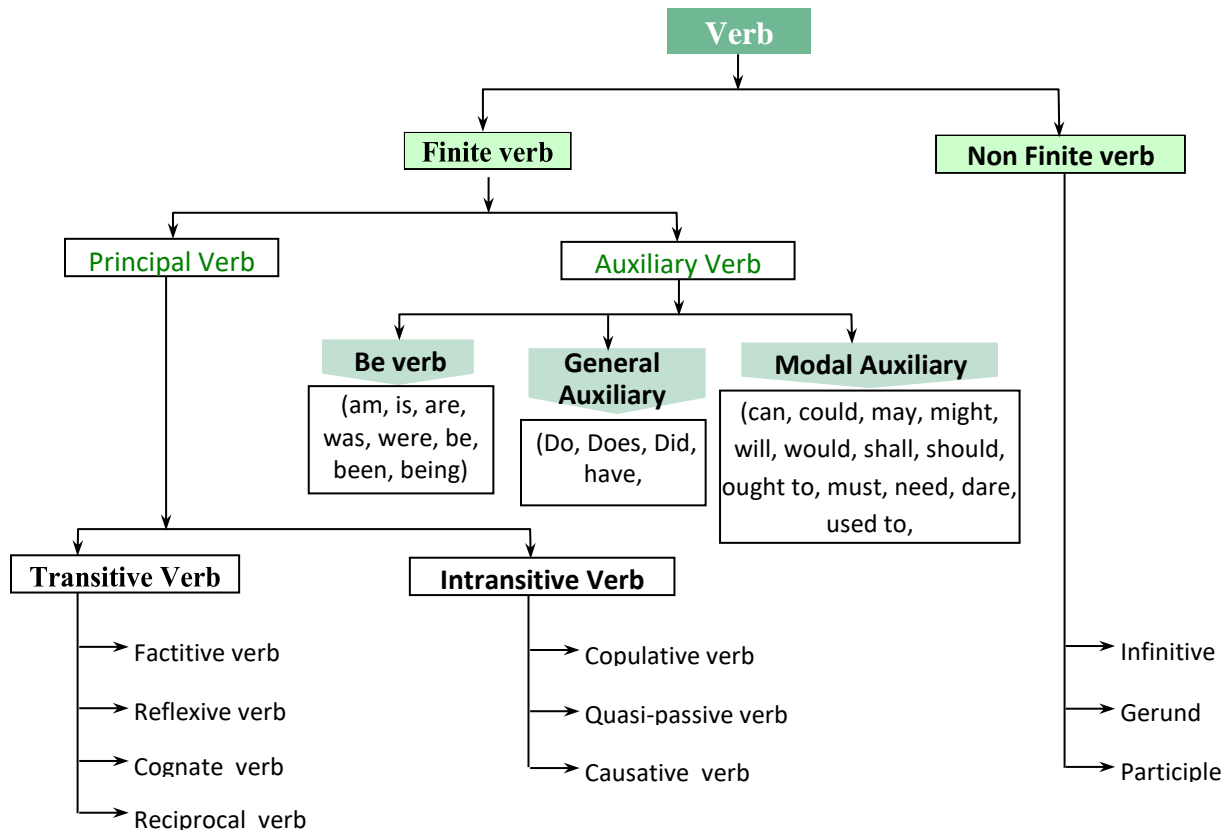 Verb
Finite verb
Non Finite verb
Principal Verb
Auxiliary Verb
Be verb
(am, is, are,
was, were, be,
been, being)
General
Auxiliary
(Do, Does, Did,
have,
Modal Auxiliary
(can, could, may, might,
will, would, shall, should,
ought to, must, need, dare,
used to,
Transitive Verb
Factitive verb
Reflexive verb
Cognate verb
Reciprocal verb
Intransitive Verb
Copulative verb
Quasi-passive verb
Causative verb
Infinitive
Gerund
Participle